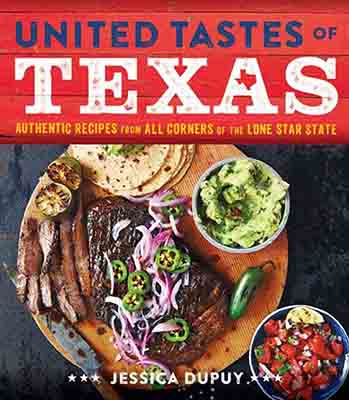 UNITED TASTES OF
TEXAS
AUTHENTIC RECIPES FROM ALL CORNERS OF THE LONE STAR STATE
★★★ JESSICA DUPUY ★★★